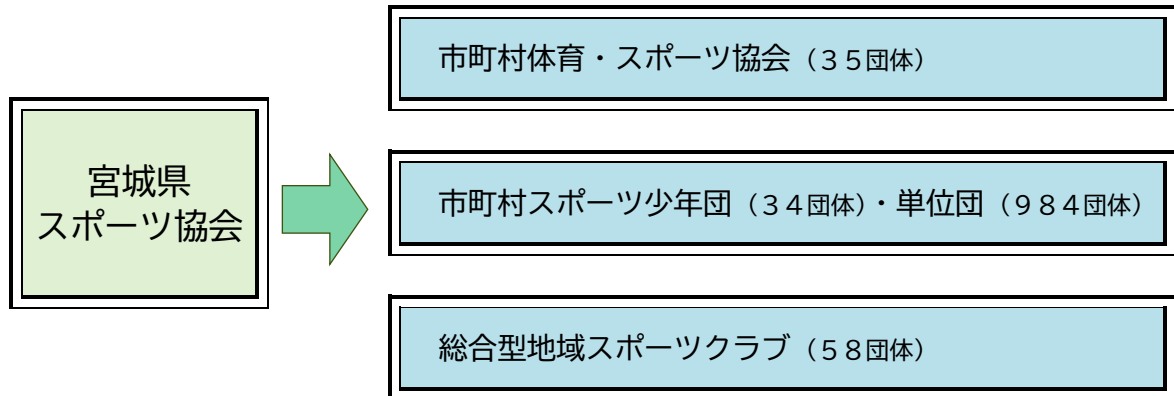 宮城県
スポーツ協会
市町村体育・スポーツ協会（３５団体）
市町村スポーツ少年団（３４団体）・単位団（９８４団体）
総合型地域スポーツクラブ（５８団体）